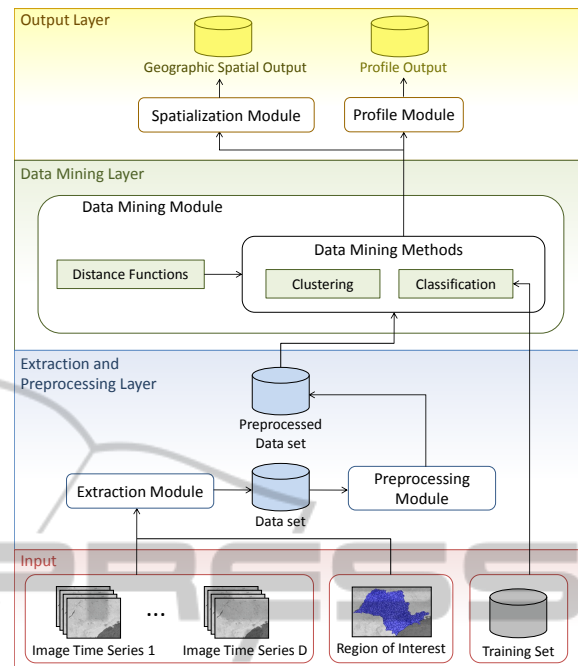 Output Layer
Geographic Spatial Output
Profile Output
Spatialization Module
Profile Module
Data Mining Layer
Data Mining Module
Data Mining Methods
Distance Functions
Clustering
Classification
Extraction and
Preprocessing Layer
Preprocessed
Data set
Extraction Module
Data set
Preprocessing
Module
Input
PRESS
...
Image Time Series 1
Image Time Series D
Region of Interest
Training Set